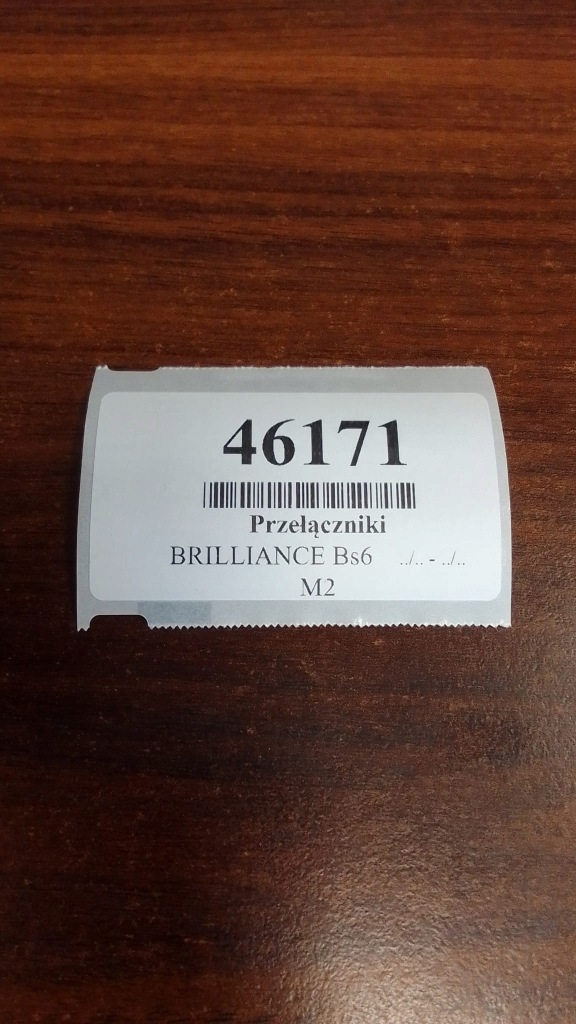 46171
Przełączniki
BRILLIANCE Bs6 ../.. - ../..
M2